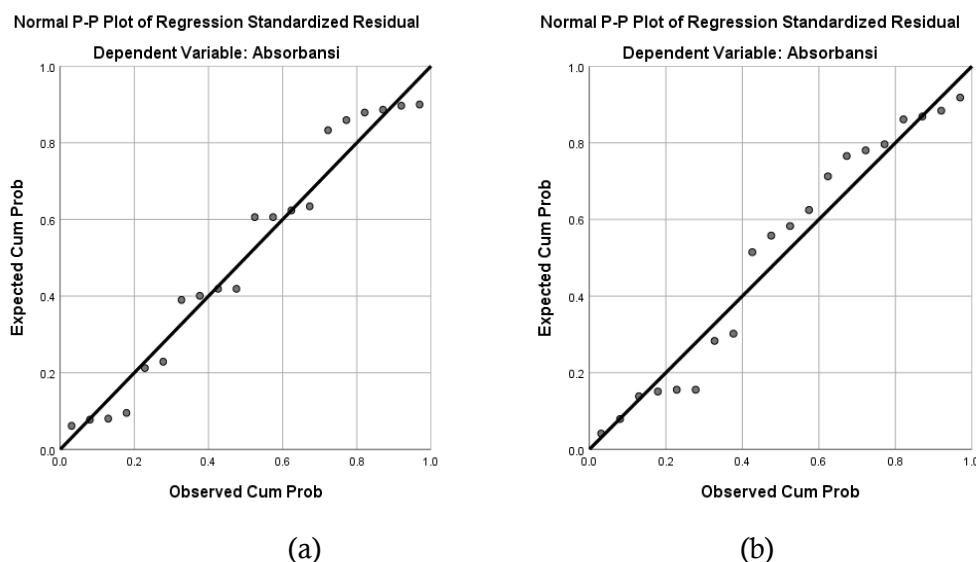 Normal P-P Plot of Regression Standardized Residual
Dependent Variable: Absorbansi
1.0
0.8
0.6
0.4
0.2
0.0
0.0 0.2 0.4 0.6 0.8 1.0
Expected Cum Prob
Observed Cum Prob
(a)
Normal P-P Plot of Regression Standardized Residual
Dependent Variable: Absorbansi
1.0
0.8
0.6
0.4
0.2
0.0
0.0 0.2 0.4 0.6 0.8 1.0
Expected Cum Prob
Observed Cum Prob
(b)